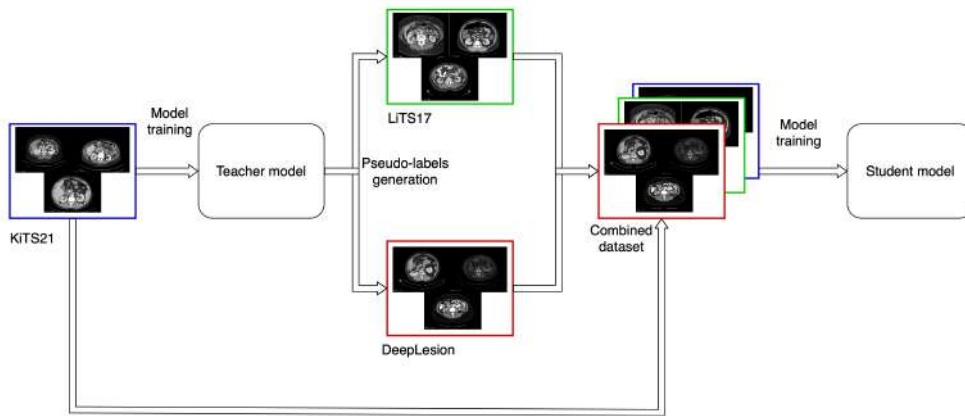 LiTS17
Model
training
Teacher model
Pseudo-labels
generation
KiTS21
DeepLesion
Combined
dataset
Model
training
Student model